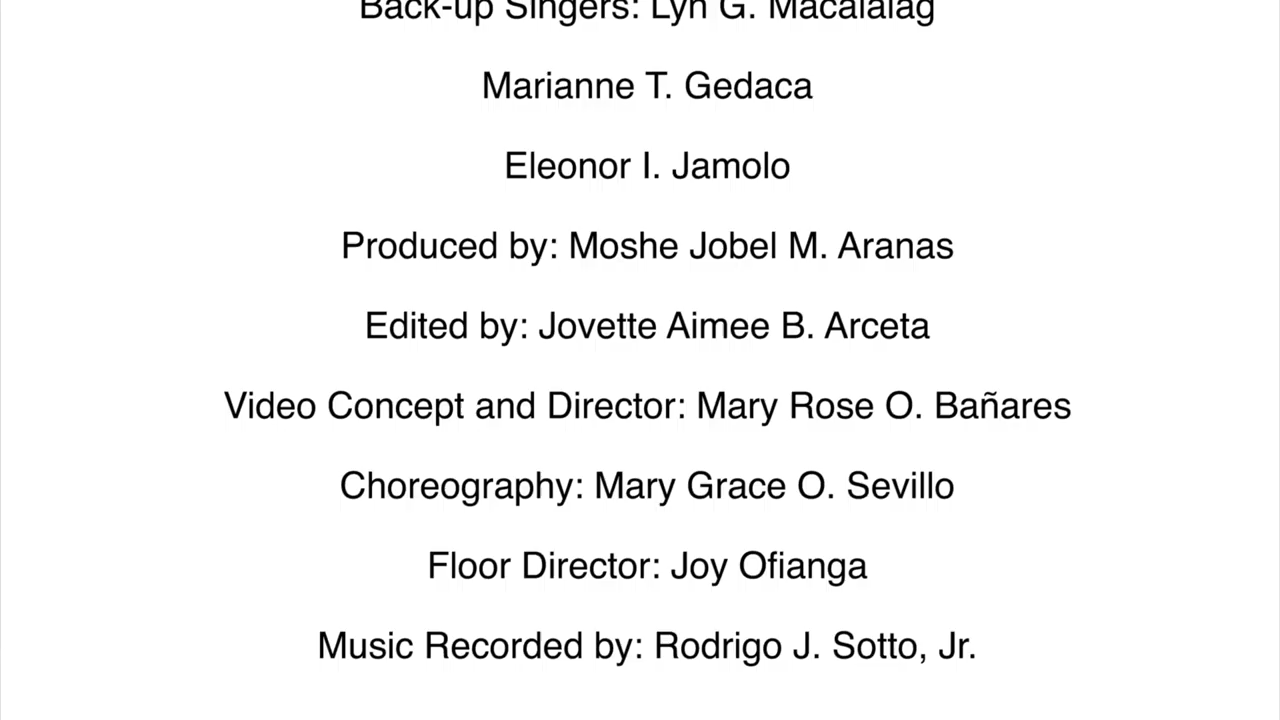 Back-up Singers: Lyn G. Macalalag
Marianne T. Gedaca
Eleonor I. Jamolo
Produced by: Moshe Jobel M. Aranas
Edited by: Jovette Aimee B. Arceta
Video Concept and Director: Mary Rose O. Bañares
Choreography: Mary Grace O. Sevillo
Floor Director: Joy Ofianga
Music Recorded by: Rodrigo J. Sotto, Jr.